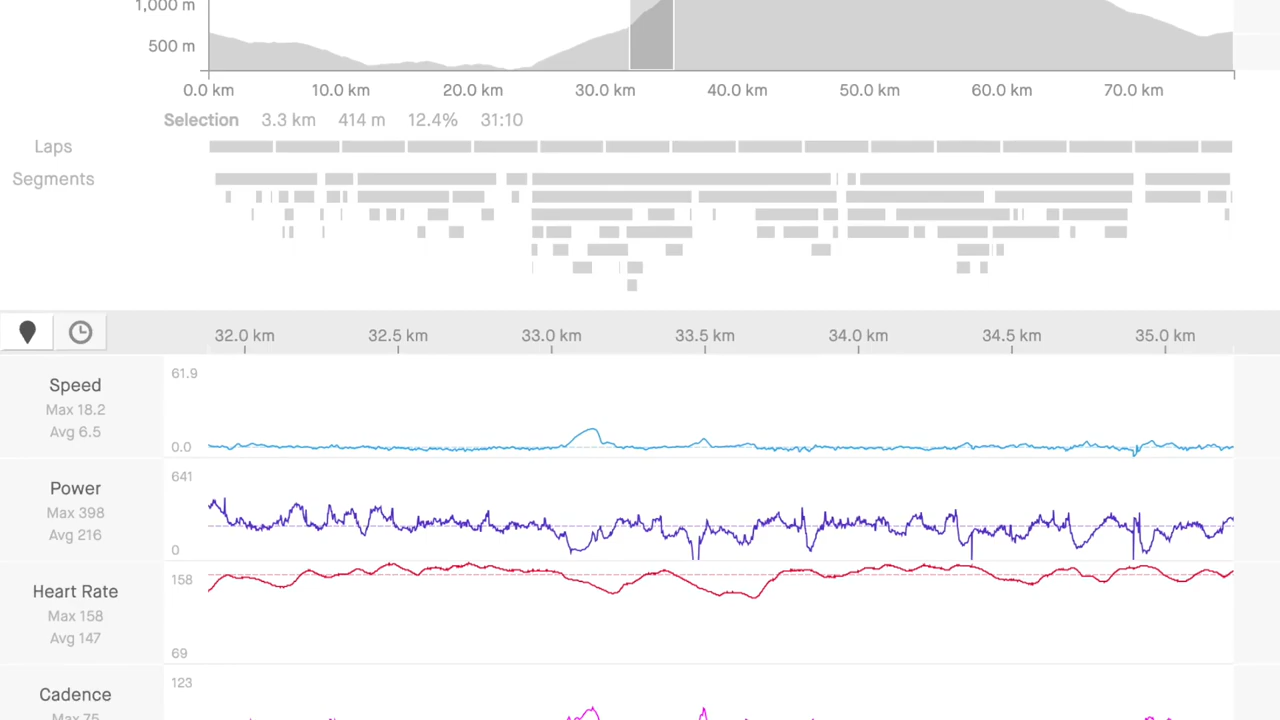 1,000 m
500 m
0.0 km 10.0 km 20.0 km 30.0 km 40.0 km 50.0 km 60.0 km 70.0 km
Selection 3.3 km 414 m 12.4% 31:10
Laps
Segments
32.0 km 32.5 km 33.0 km 33.5 km 34.0 km 34.5 km 35.0 km
Speed
Max 18.2
Avg 6.5
61.9
0.0
Power
Max 398
Avg 216
641
0
Heart Rate
Max 158
Avg 147
158
69
Cadence
Max 75
123